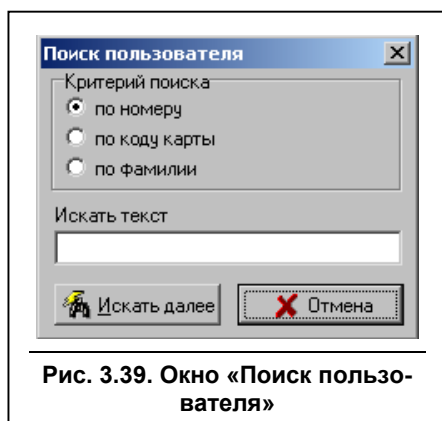 Поиск пользователя
Критерий поиска
по номеру
по коду карты
по фамилии
Искать текст
Искать далее
Отмена
Рис. 3.39. Окно «Поиск пользо-
вателя»